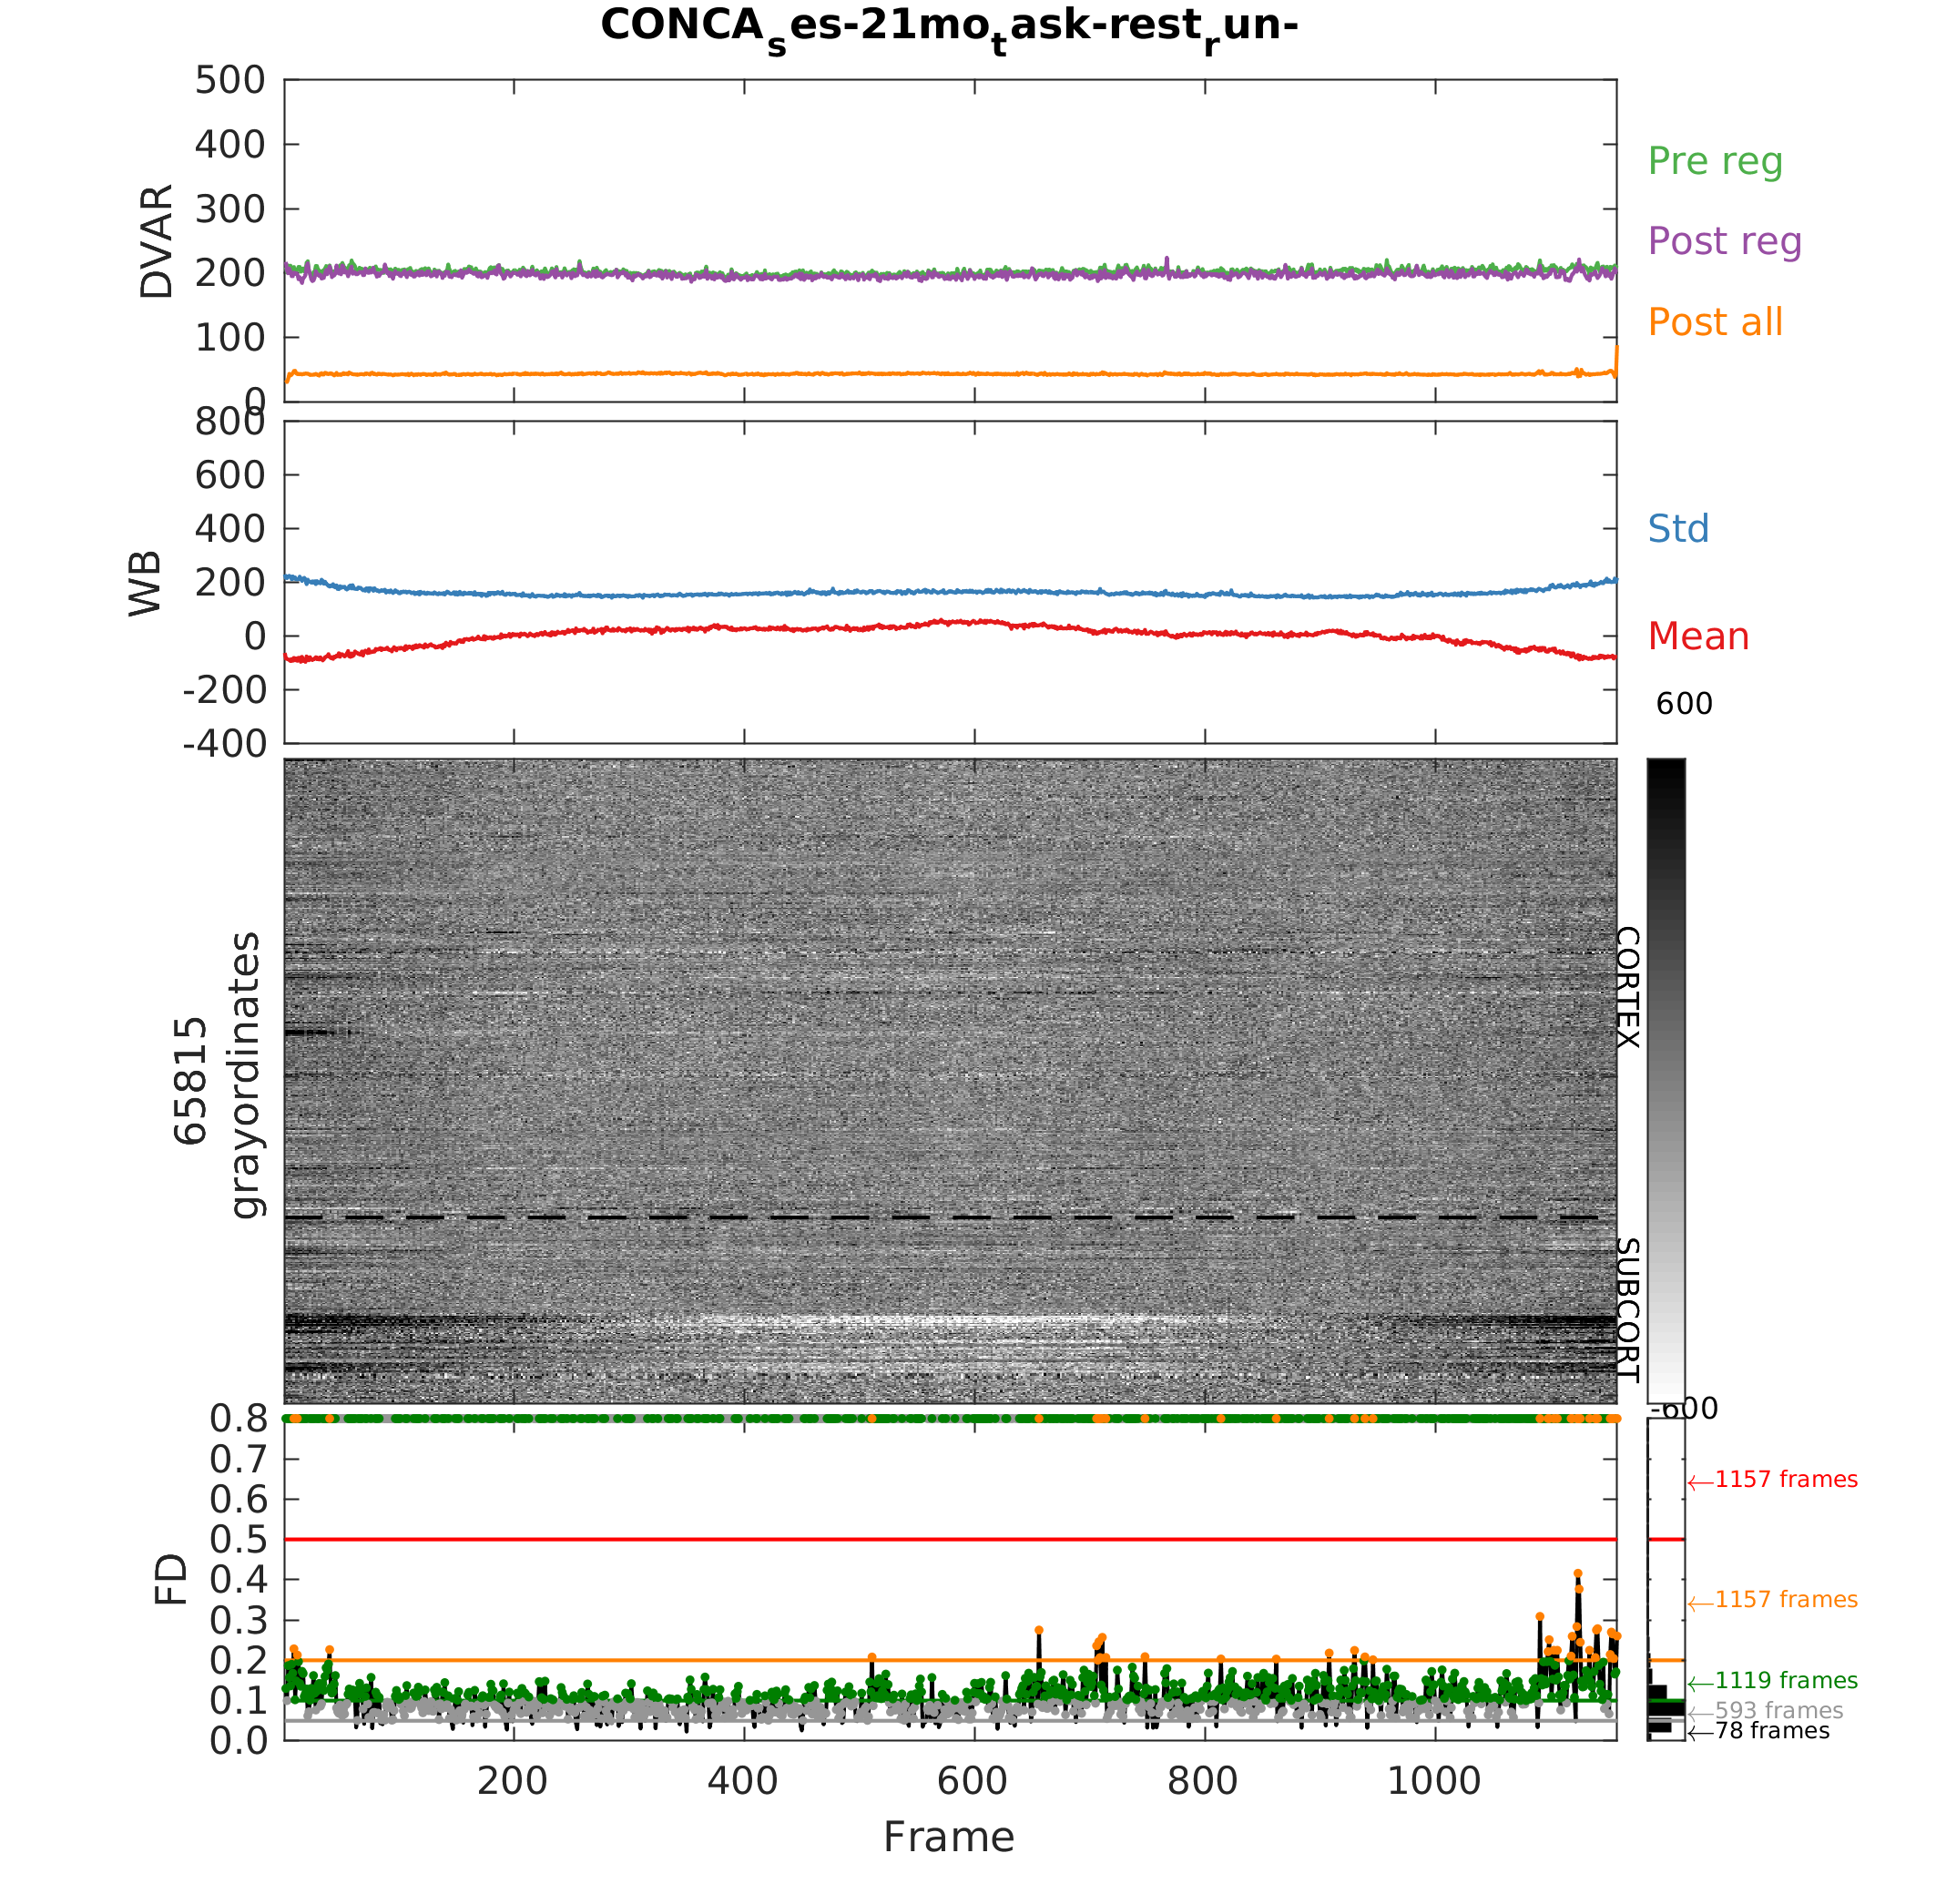 CONCAses-21motask-restrun-
500
400
300
200
100
0
DVAR
Pre reg
Post reg
Post all
800
600
400
200
0
-200
-400
WB
Std
Mean
600
65815
grayordinates
CORTEX
SUBCORT
-600
0.8
0.7
0.6
0.5
0.4
0.3
0.2
0.1
0.0
FD
←1157 frames
←1157 frames
←1119 frames
←593 frames
←78 frames
200 400 600 800 1000
Frame